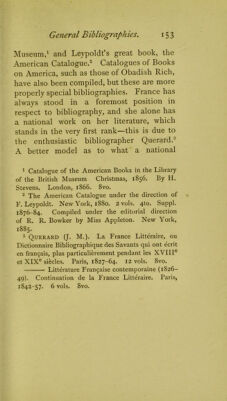 General Bibliographies. 153
Museum,¹ and Leypoldt's great book, the
American Catalogue.² Catalogues of Books
on America, such as those of Obadiah Rich,
have also been compiled, but these are more
properly special bibliographies. France has
always stood in a foremost position in
respect to bibliography, and she alone has
a national work on her literature, which
stands in the very first rank—this is due to
the enthusiastic bibliographer Querard.³
A better model as to what a national
¹ Catalogue of the American Books in the Library
of the British Museum Christmas, 1856. By H.
Stevens. London, 1866. 8vo.
² The American Catalogue under the direction of
F. Leypoldt. New York, 1880. 2 vols. 4to. Suppl.
1876-84. Compiled under the editorial direction
of R. R. Bowker by Miss Appleton. New York,
1885.
³ QUERARD (J. M.). La France Littéraire, ou
Dictionnaire Bibliographique des Savants qui ont écrit
en français, plus particulièrement pendant les XVIIIᵉ
et XIXᵉ siècles. Paris, 1827-64. 12 vols. 8vo.
——— Littérature Française contemporaine (1826-
49). Continuation de la France Littéraire. Paris,
1842-57. 6 vols. 8vo.